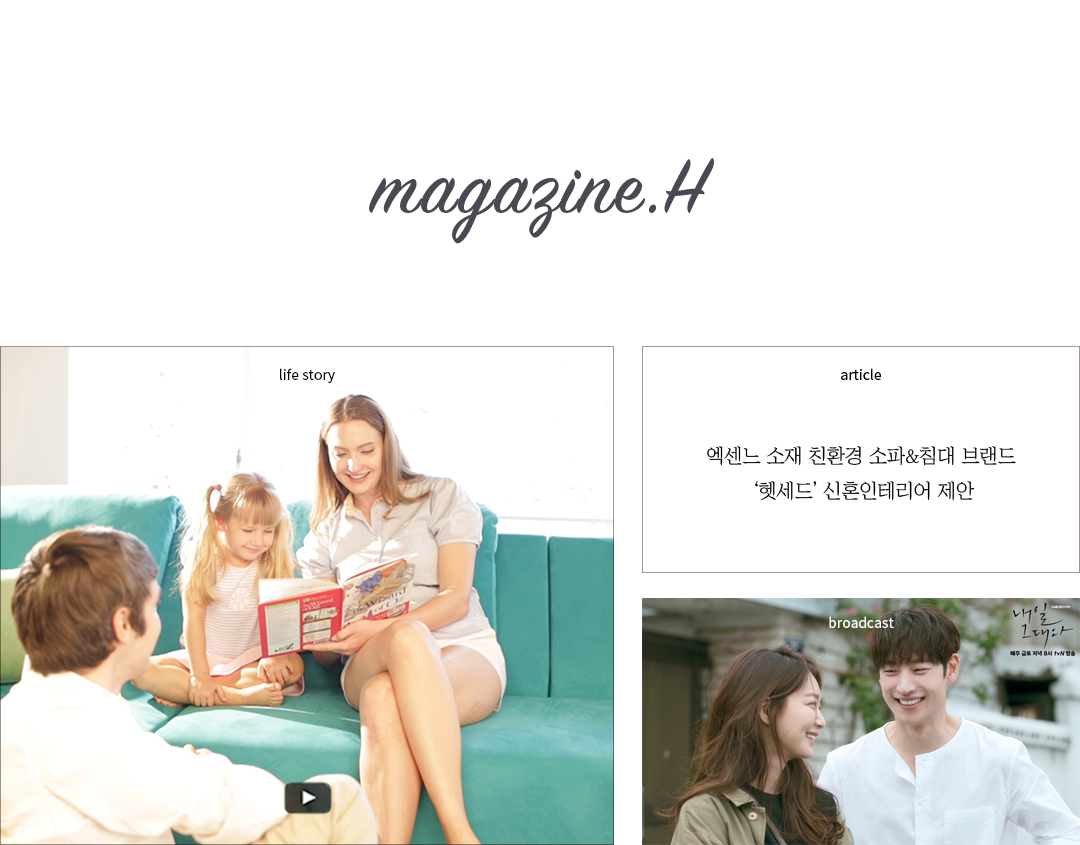 magazine.H
life story
article
엑센느 소재 친환경 소파&침대 브랜드
‘헷세드’ 신혼인테리어 제안
broadcast
내일
그대와
매주 금토 저녁 8시 tvN 방송